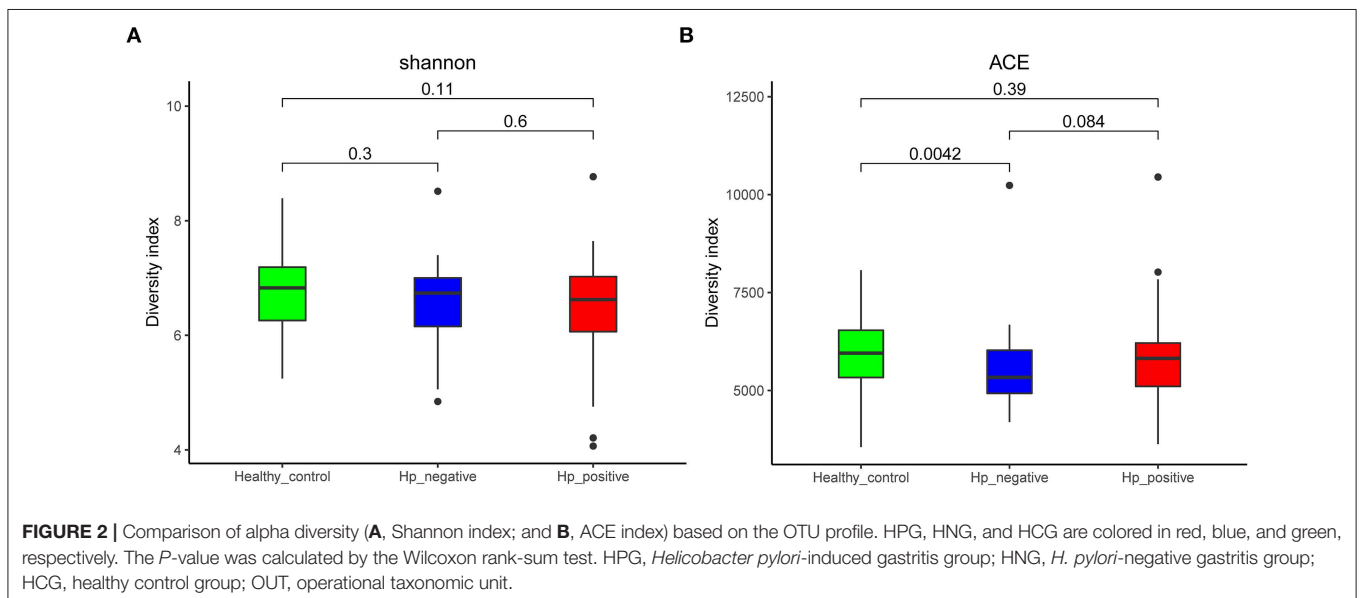 A
shannon
0.11
0.6
0.3
10
8
6
4
Diversity index
Healthy_control Hp_negative Hp_positive
B
ACE
0.39
0.084
0.0042
12500
10000
7500
5000
Diversity index
Healthy_control Hp_negative Hp_positive
FIGURE 2 | Comparison of alpha diversity (A, Shannon index; and B, ACE index) based on the OTU profile. HPG, HNG, and HCG are colored in red, blue, and green,
respectively. The P-value was calculated by the Wilcoxon rank-sum test. HPG, Helicobacter pylori-induced gastritis group; HNG, H. pylori-negative gastritis group;
HCG, healthy control group; OUT, operational taxonomic unit.